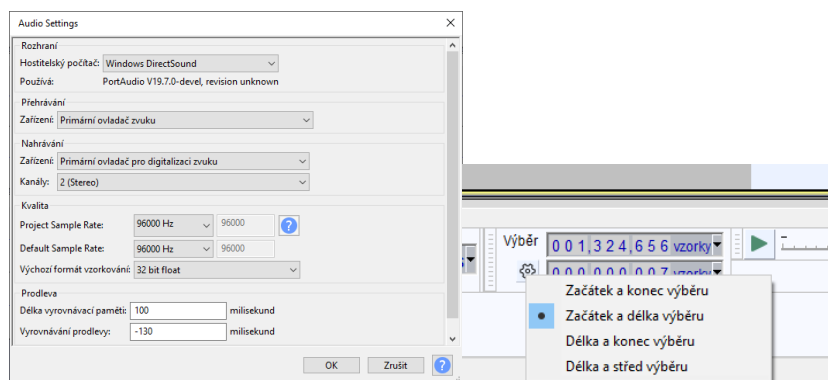 Audio Settings
Rozhraní
Hostitelský počítač: Windows DirectSound
Používá: PortAudio V19.7.0-devel, revision unknown
Přehrávání
Zařízení: Primární ovladač zvuku
Nahrávání
Zařízení: Primární ovladač pro digitalizaci zvuku
Kanály: 2 (Stereo)
Kvalita
Project Sample Rate: 96000 Hz 96000
Default Sample Rate: 96000 Hz 96000
Výchozí formát vzorkování: 32 bit float
Prodleva
Délka vyrovnávací paměti: 100 milisekund
Vyrovnávání prodlevy: -130 milisekund
OK Zrušit
Výběr 0 0 1,3 2 4,6 5 6 vzorky
0 0 0,0 0 0,0 0 7 vzorky
Začátek a konec výběru
Začátek a délka výběru
Délka a konec výběru
Délka a střed výběru